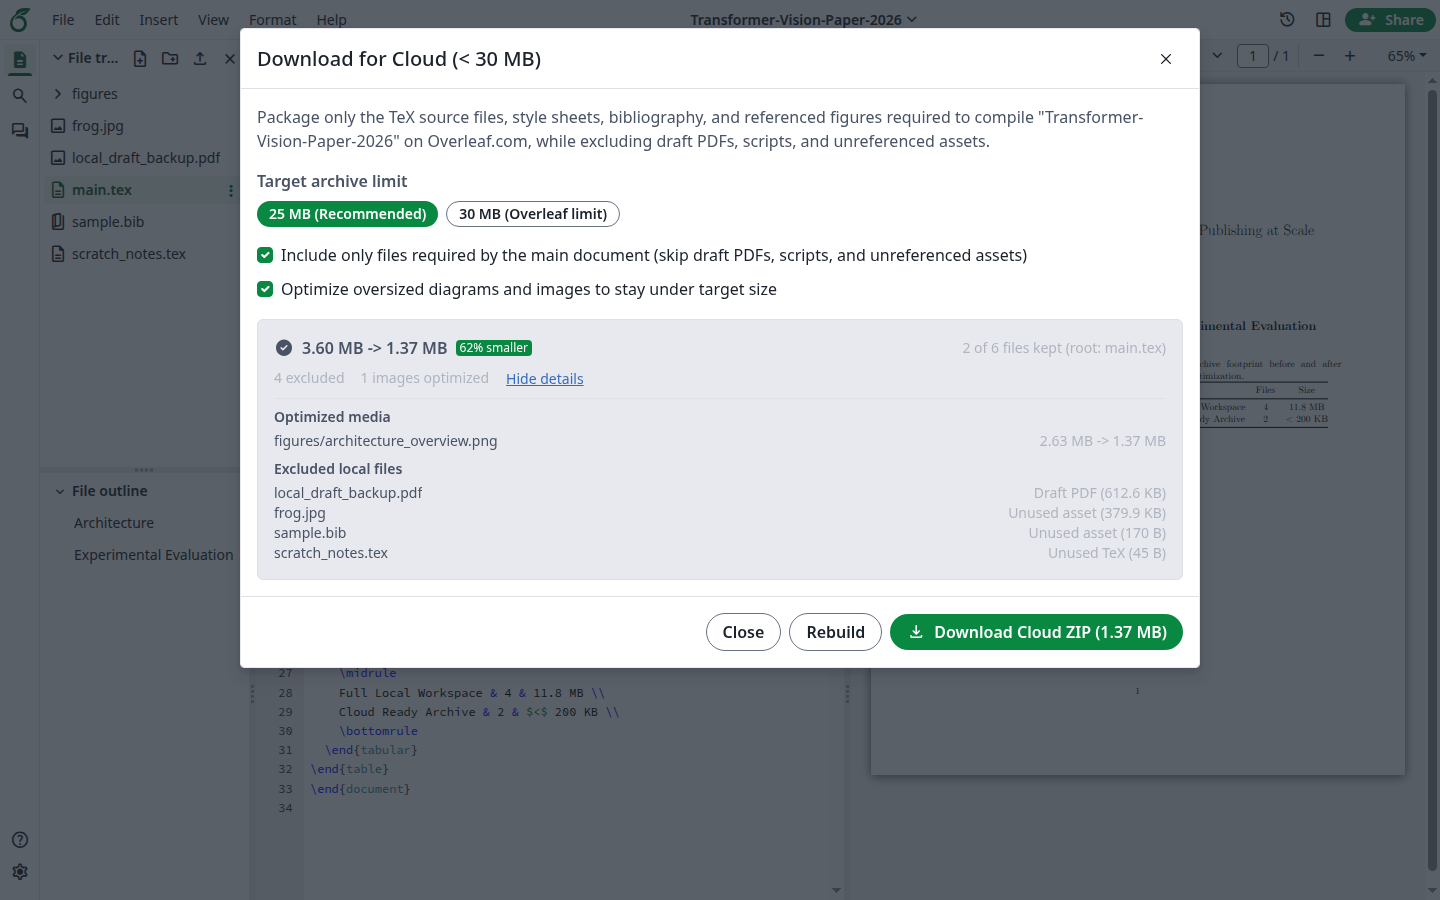 File Edit Insert View Format Help
Transformer-Vision-Paper-2026
Share
File tr...
1 / 1
65%
figures
frog.jpg
local_draft_backup.pdf
main.tex
sample.bib
scratch_notes.tex
File outline
Architecture
Experimental Evaluation
Download for Cloud (< 30 MB)
Package only the TeX source files, style sheets, bibliography, and referenced figures required to compile "Transformer-
Vision-Paper-2026" on Overleaf.com, while excluding draft PDFs, scripts, and unreferenced assets.
Target archive limit
25 MB (Recommended) 30 MB (Overleaf limit)
Include only files required by the main document (skip draft PDFs, scripts, and unreferenced assets)
Optimize oversized diagrams and images to stay under target size
3.60 MB -> 1.37 MB 62% smaller 2 of 6 files kept (root: main.tex)
4 excluded 1 images optimized Hide details
Optimized media
figures/architecture_overview.png 2.63 MB -> 1.37 MB
Excluded local files
local_draft_backup.pdf Draft PDF (612.6 KB)
frog.jpg Unused asset (379.9 KB)
sample.bib Unused asset (170 B)
scratch_notes.tex Unused TeX (45 B)
Close Rebuild Download Cloud ZIP (1.37 MB)
27 \midrule
28 Full Local Workspace & 4 & 11.8 MB \\
29 Cloud Ready Archive & 2 & $<$ 200 KB \\
30 \bottomrule
31 \end{tabular}
32 \end{table}
33 \end{document}
34
Publishing at Scale
imental Evaluation
chive footprint before and after
timization.
Files Size
Workspace 4 11.8 MB
dy Archive 2 < 200 KB
1